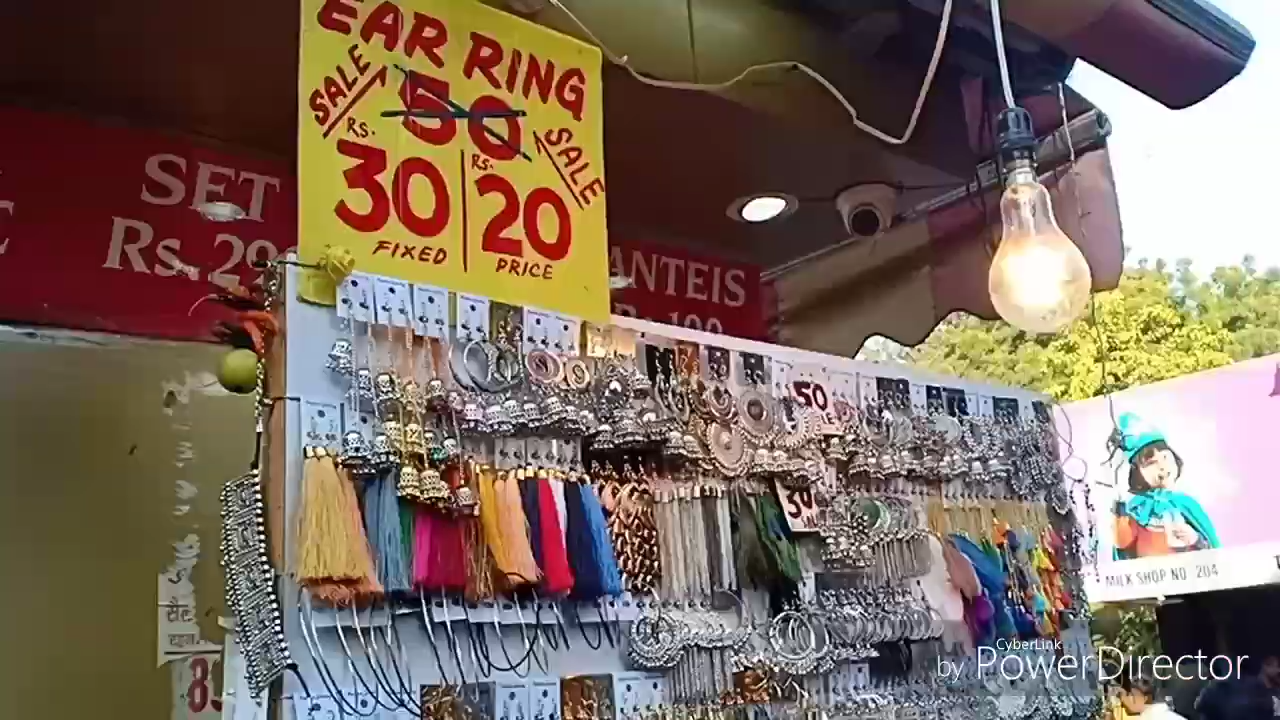 EAR RING
SALE
50
SALE
RS.
30
RS.
20
FIXED
PRICE
SET
Rs.29
ANTEIS
50
30
MILK SHOP NO 204
सेल
CyberLink
by PowerDirector